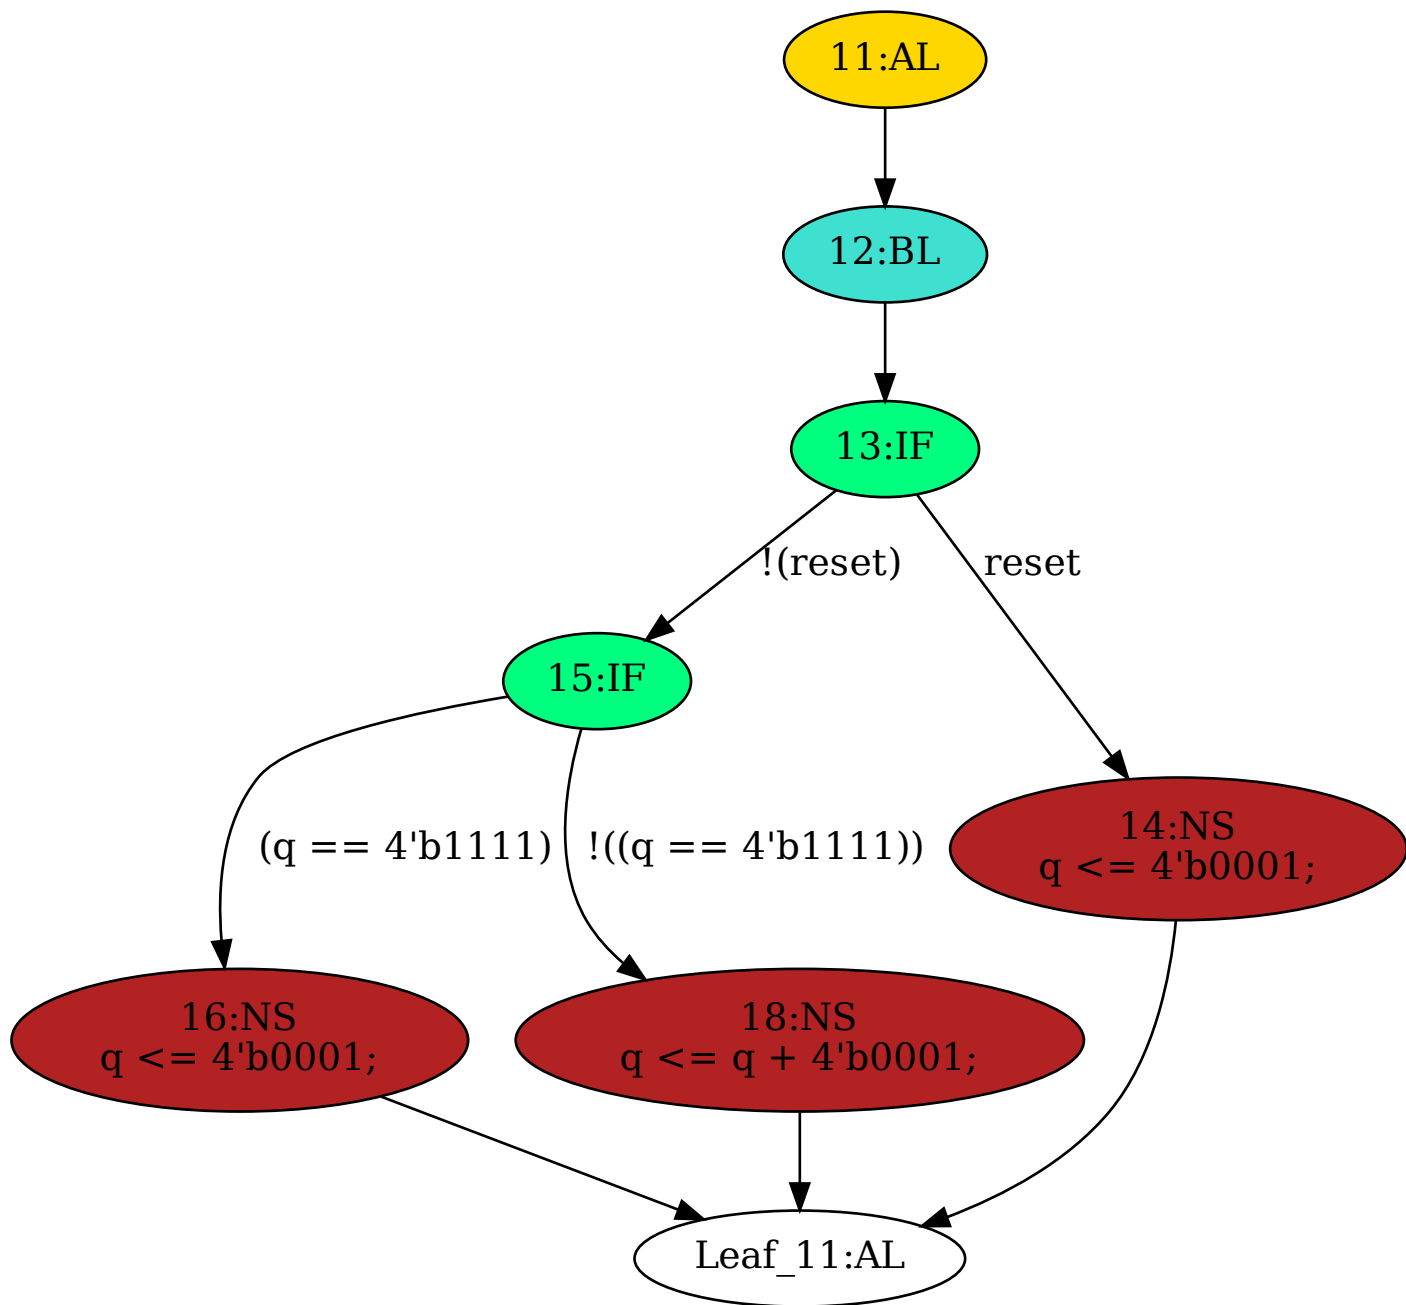 11:AL
12:BL
13:IF
!(reset)
reset
15:IF
(q == 4'b1111)
!((q == 4'b1111))
14:NS
q <= 4'b0001;
16:NS
q <= 4'b0001;
18:NS
q <= q + 4'b0001;
Leaf_11:AL